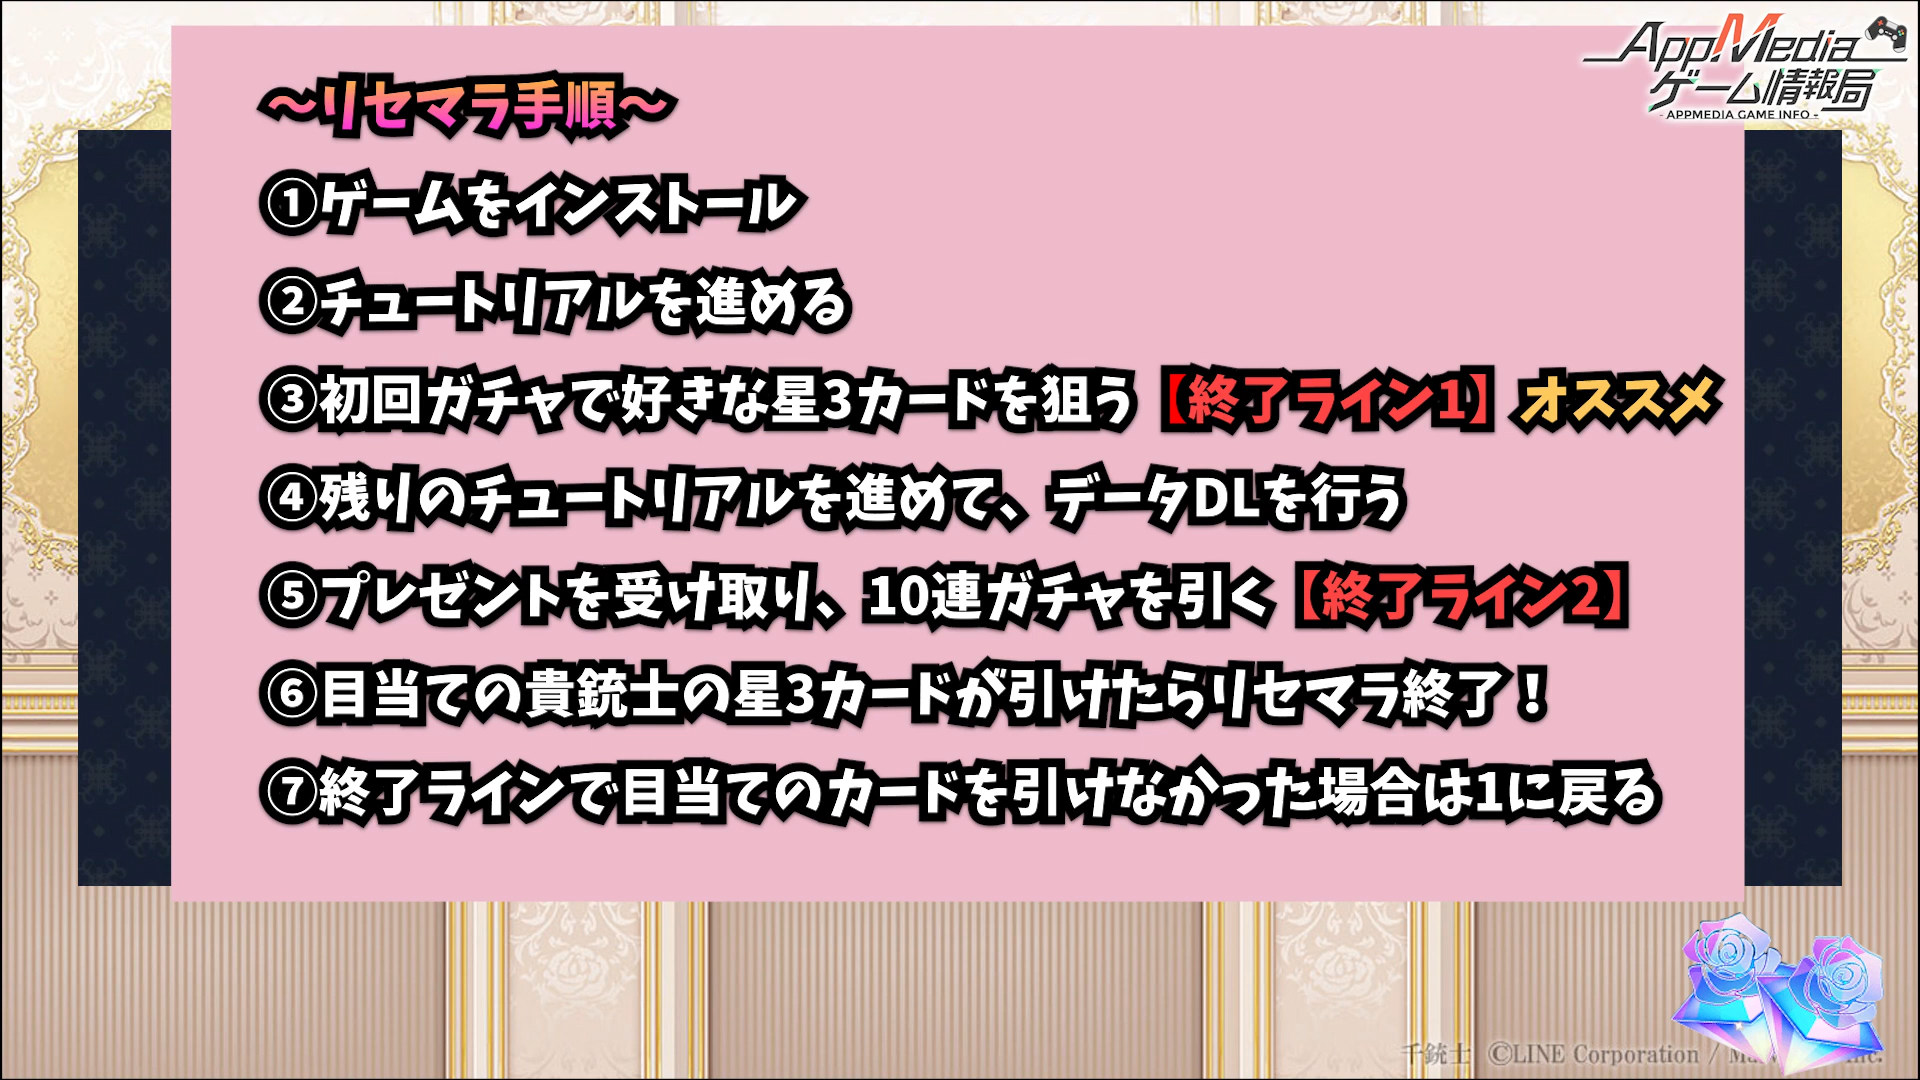 AppMedia
ゲーム情報局
- APPMEDIA GAME INFO -
～リセマラ手順～
①ゲームをインストール
②チュートリアルを進める
③初回ガチャで好きな星3カードを狙う【終了ライン1】オススメ
④残りのチュートリアルを進めて、データDLを行う
⑤プレゼントを受け取り、10連ガチャを引く【終了ライン2】
⑥目当ての貴銃士の星3カードが引けたらリセマラ終了！
⑦終了ラインで目当てのカードを引けなかった場合は1に戻る
千銃士 ©LINE Corporation /